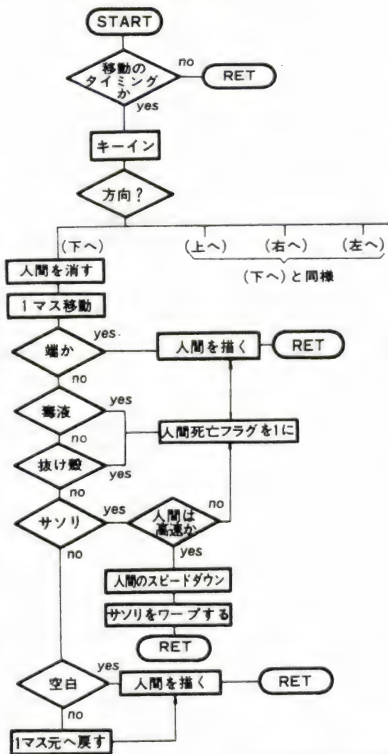 START
移動の
タイミング
か
no
RET
yes
キーイン
方向?
(下へ)
(上へ)
(右へ)
(左へ)
(下へ)と同様
人間を消す
1マス移動
端か
yes
人間を描く
RET
no
毒液
yes
人間死亡フラグを1に
no
抜け殻
yes
no
サソリ
yes
人間は
高速か
no
no
yes
人間のスピードダウン
サソリをワープする
RET
空白
yes
人間を描く
RET
no
1マス元へ戻す